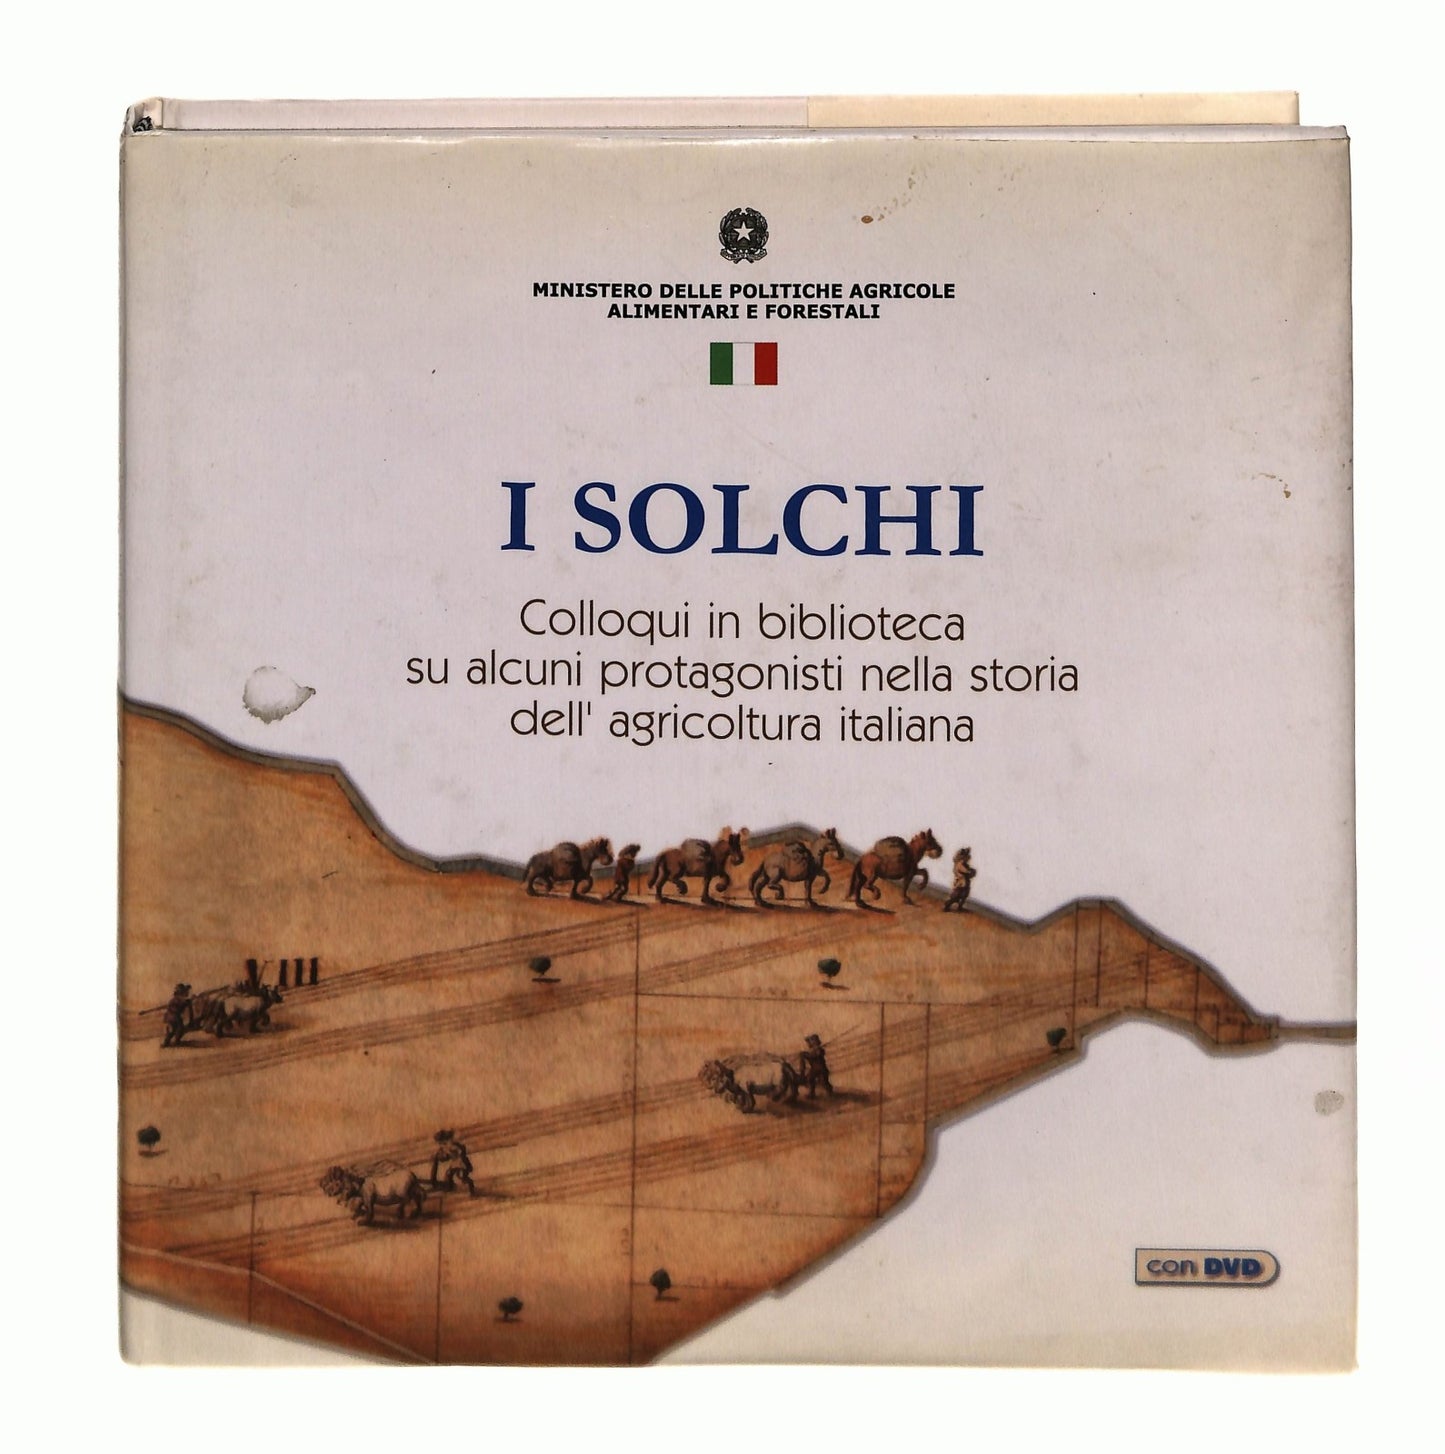 MINISTERO DELLE POLITICHE AGRICOLE
ALIMENTARI E FORESTALI
I SOLCHI
Colloqui in biblioteca
su alcuni protagonisti nella storia
dell' agricoltura italiana
VIII
con DVD